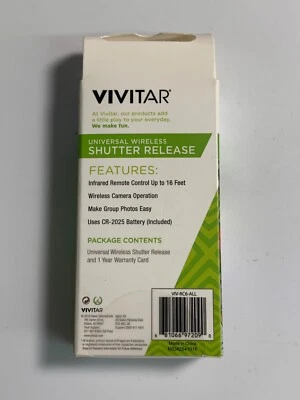 VIVITAR®
At Vivitar, our products add
a little play to your everyday.
We make fun.
UNIVERSAL WIRELESS
SHUTTER RELEASE
FEATURES:
Infrared Remote Control Up to 16 Feet
Wireless Camera Operation
Make Group Photos Easy
Uses CR-2025 Battery (Included)
PACKAGE CONTENTS
Universal Wireless Shutter Release
and 1 Year Warranty Card
VIV-RC6-ALL
VIVITAR
Made in China